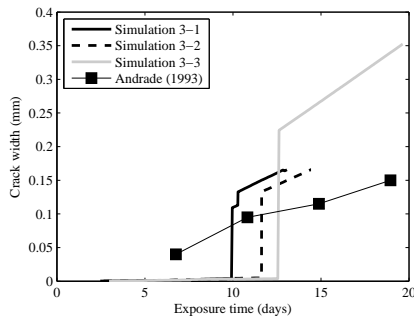 0.4
0.35
0.3
0.25
0.2
0.15
0.1
0.05
0
Crack width (mm)
Simulation 3−1
Simulation 3−2
Simulation 3−3
Andrade (1993)
0 5 10 15 20
Exposure time (days)